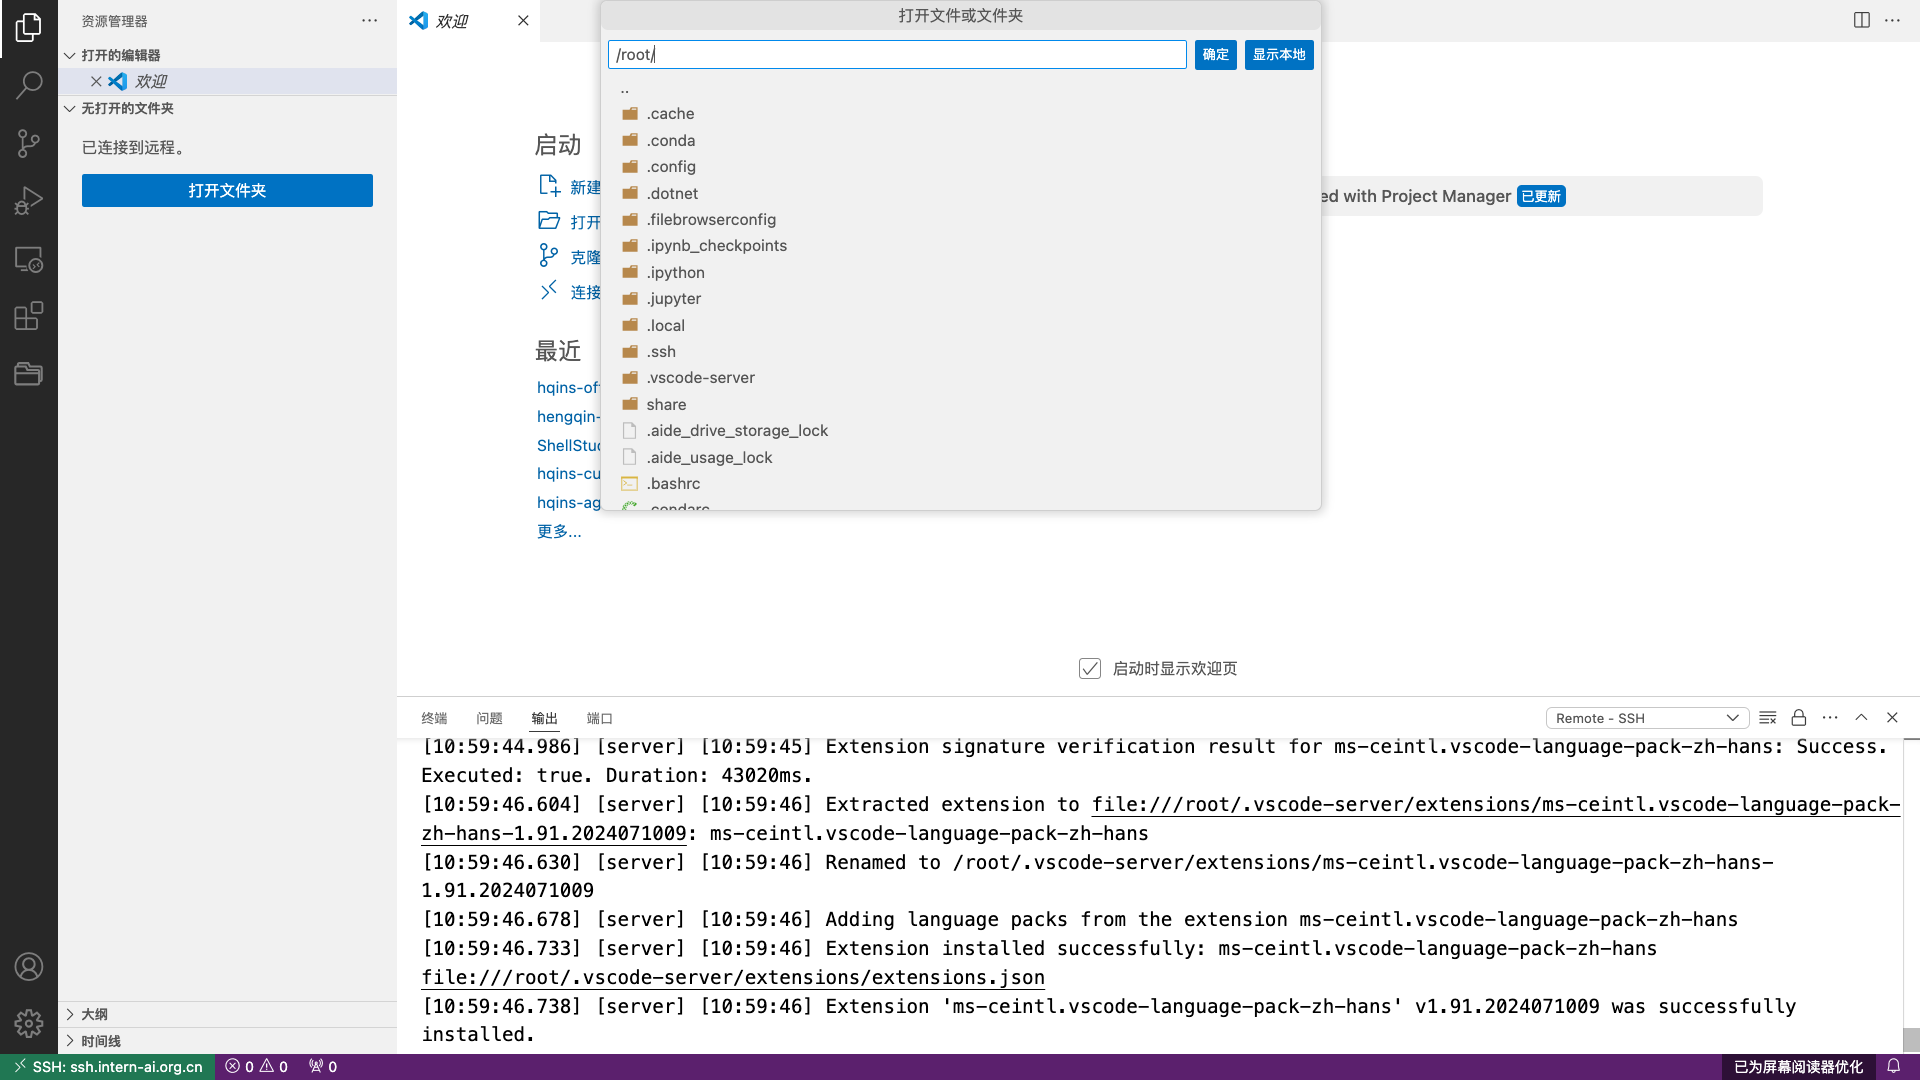 资源管理器
欢迎
打开文件或文件夹
打开的编辑器
/root/
确定
显示本地
欢迎
无打开的文件夹
已连接到远程。
打开文件夹
启动
新建
打开
克隆
连接
最近
hqins-of
hengqin-
ShellStud
hqins-cu
hqins-ag
更多...
..
.cache
.conda
.config
.dotnet
.filebrowserconfig
.ipynb_checkpoints
.ipython
.jupyter
.local
.ssh
.vscode-server
share
.aide_drive_storage_lock
.aide_usage_lock
.bashrc
.condarc
ed with Project Manager 已更新
启动时显示欢迎页
终端 问题 输出 端口
Remote - SSH
[10:59:44.986] [server] [10:59:45] Extension signature verification result for ms-ceintl.vscode-language-pack-zh-hans: Success.
Executed: true. Duration: 43020ms.
[10:59:46.604] [server] [10:59:46] Extracted extension to file:///root/.vscode-server/extensions/ms-ceintl.vscode-language-pack-
zh-hans-1.91.2024071009: ms-ceintl.vscode-language-pack-zh-hans
[10:59:46.630] [server] [10:59:46] Renamed to /root/.vscode-server/extensions/ms-ceintl.vscode-language-pack-zh-hans-
1.91.2024071009
[10:59:46.678] [server] [10:59:46] Adding language packs from the extension ms-ceintl.vscode-language-pack-zh-hans
[10:59:46.733] [server] [10:59:46] Extension installed successfully: ms-ceintl.vscode-language-pack-zh-hans
file:///root/.vscode-server/extensions/extensions.json
[10:59:46.738] [server] [10:59:46] Extension 'ms-ceintl.vscode-language-pack-zh-hans' v1.91.2024071009 was successfully
installed.
大纲
时间线
SSH: ssh.intern-ai.org.cn
0 0 0
已为屏幕阅读器优化